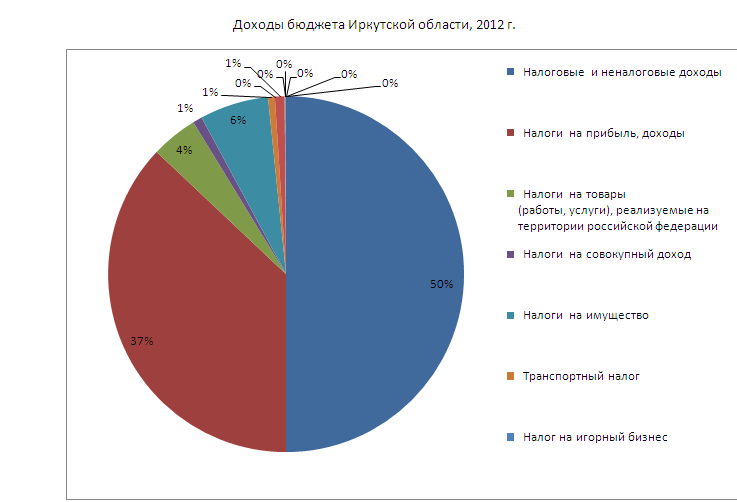 Доходы бюджета Иркутской области, 2012 г.
1% 0% 0% 0% 0% 0%
1% 0%
1%
6%
4%
50%
37%
Налоговые и неналоговые доходы
Налоги на прибыль, доходы
Налоги на товары
(работы, услуги), реализуемые на
территории российской федерации
Налоги на совокупный доход
Налоги на имущество
Транспортный налог
Налог на игорный бизнес